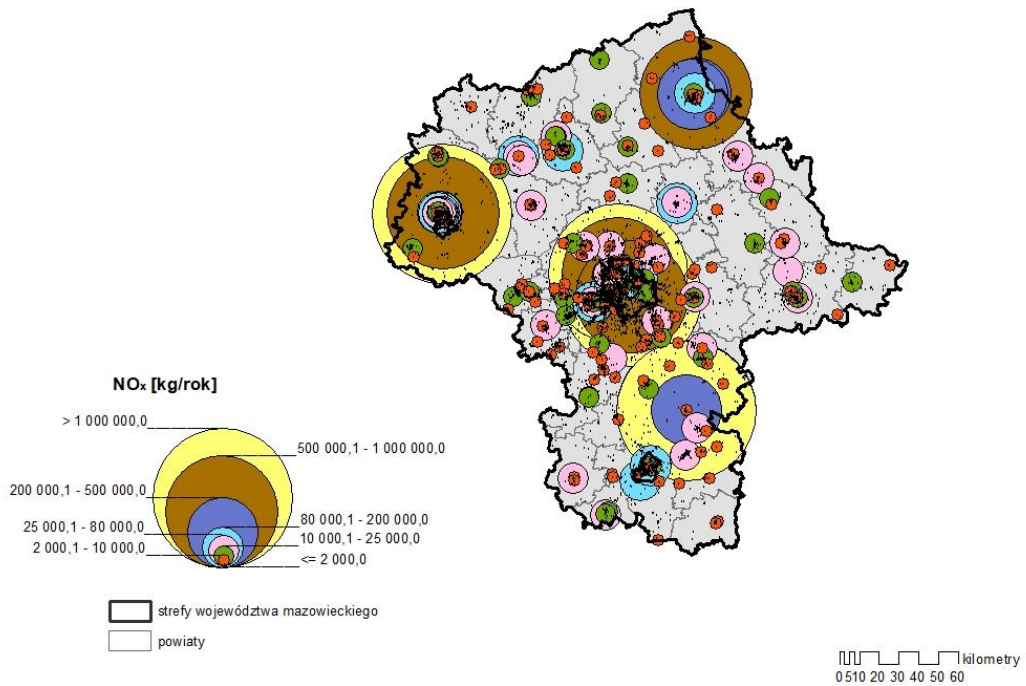 NOx [kg/rok]
> 1 000 000,0
500 000,1 - 1 000 000,0
200 000,1 - 500 000,0
80 000,1 - 200 000,0
25 000,1 - 80 000,0
10 000,1 - 25 000,0
2 000,1 - 10 000,0
<= 2 000,0
strefy województwa mazowieckiego
powiaty
kilometry
0 510 20 30 40 50 60